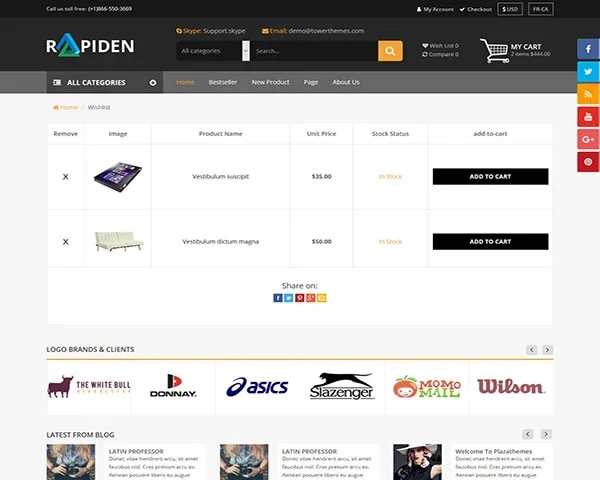 Call us toll free: (+1)866-550-3669
My Account
Checkout
$ USD
FR-CA
RAPIDEN
Skype: Support.skype
Email: demo@towerthemes.com
All categories
Search...
Wish List 0
Compare 0
MY CART
2 items $444.00
ALL CATEGORIES
Home
Bestseller
New Product
Page
About Us
Home / Wishlist
Remove
Image
Product Name
Unit Price
Stock Status
add-to-cart
X
Vestibulum suscipit
$35.00
In Stock
ADD TO CART
X
Vestibulum dictum magna
$50.00
In Stock
ADD TO CART
Share on:
LOGO BRANDS & CLIENTS
THE WHITE BULL
DONNAY.
asics
Slazenger
MOMO
MAIL
Wilson.
LATEST FROM BLOG
LATIN PROFESSOR
Donec vitae hendrerit arcu, sit amet
faucibus nisl. Cras pretium arcu ex.
Aenean posuere libero eu augue
LATIN PROFESSOR
Donec vitae hendrerit arcu, sit amet
faucibus nisl. Cras pretium arcu ex.
Aenean posuere libero eu augue
Welcome To Plazathemes
Donec vitae hendrerit arcu, sit amet
faucibus nisl. Cras pretium arcu ex.
Aenean posuere libero eu augue